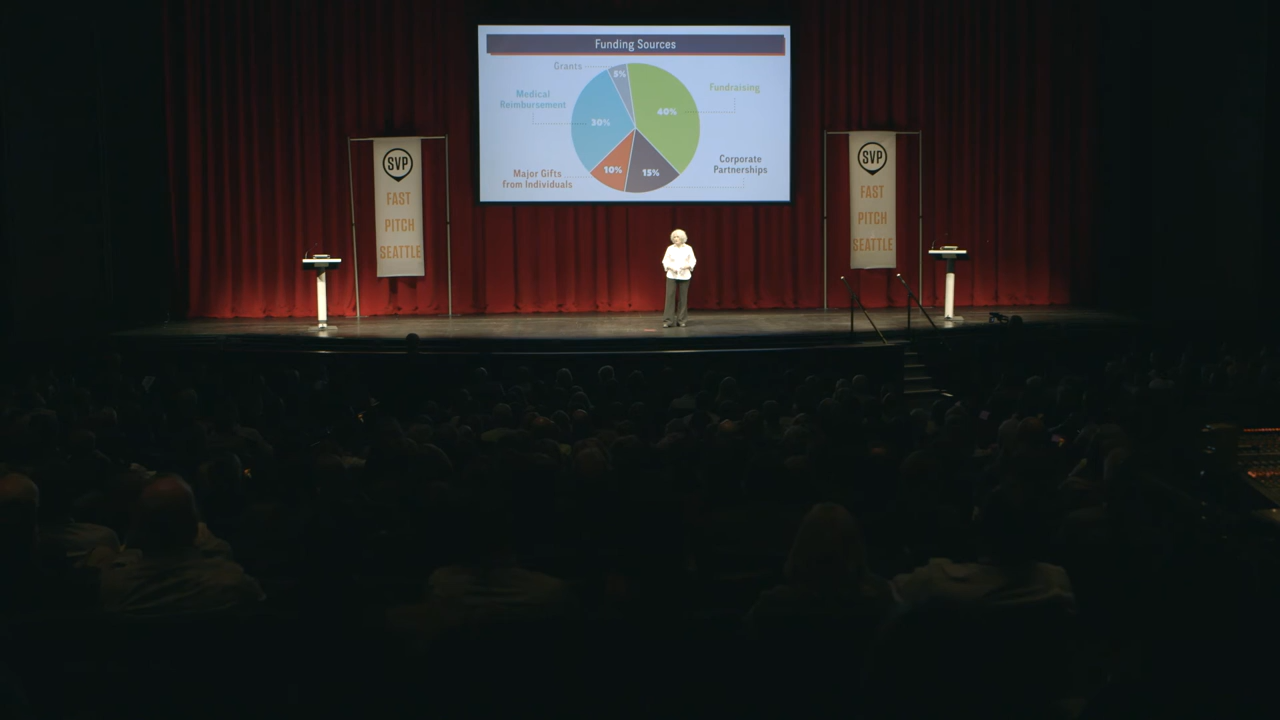 Funding Sources
Grants
5%
Medical
Reimbursement
30%
Fundraising
40%
Major Gifts
from Individuals
10%
15%
Corporate
Partnerships
SVP
FAST
PITCH
SEATTLE
SVP
FAST
PITCH
SEATTLE